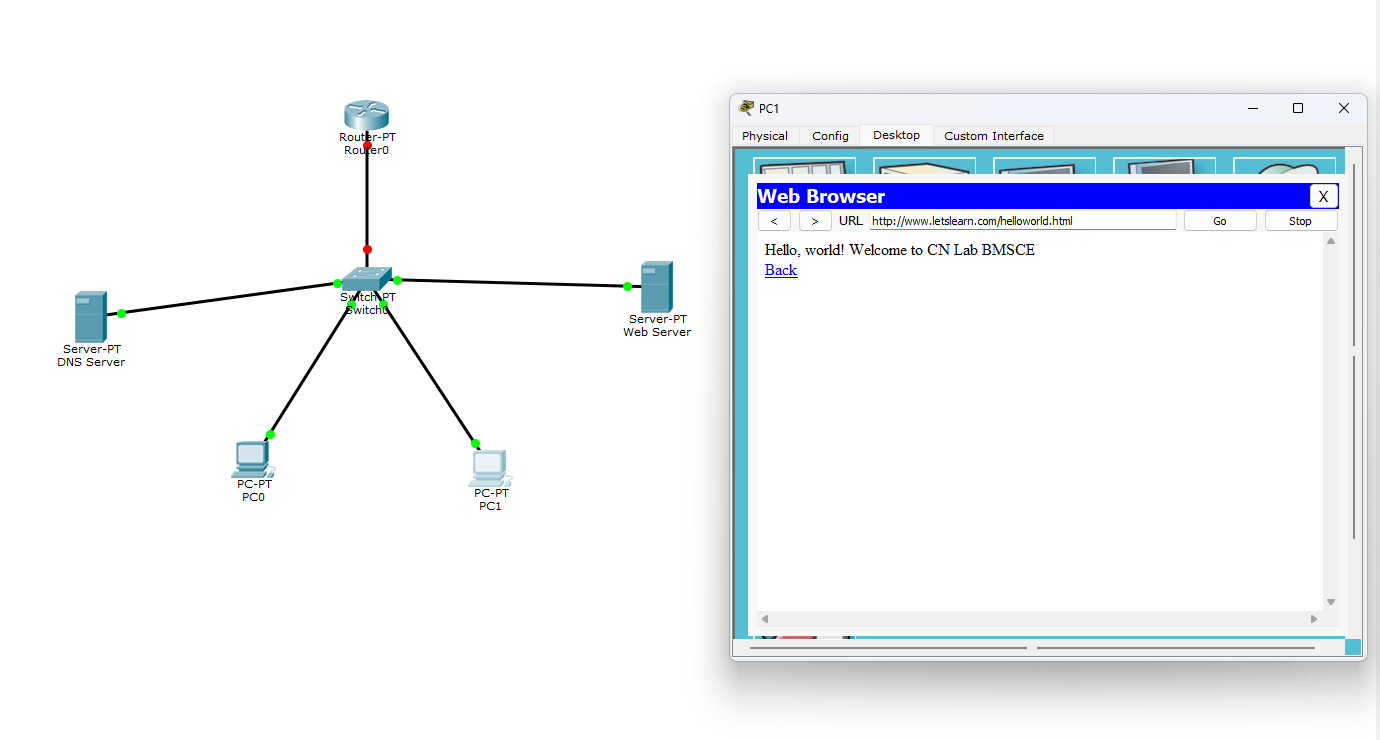 Router-PT
Router0
Switch-PT
Switch0
Server-PT
DNS Server
Server-PT
Web Server
PC-PT
PC0
PC-PT
PC1
PC1
Physical Config Desktop Custom Interface
Web Browser X
< > URL http://www.letslearn.com/helloworld.html Go Stop
Hello, world! Welcome to CN Lab BMSCE
Back